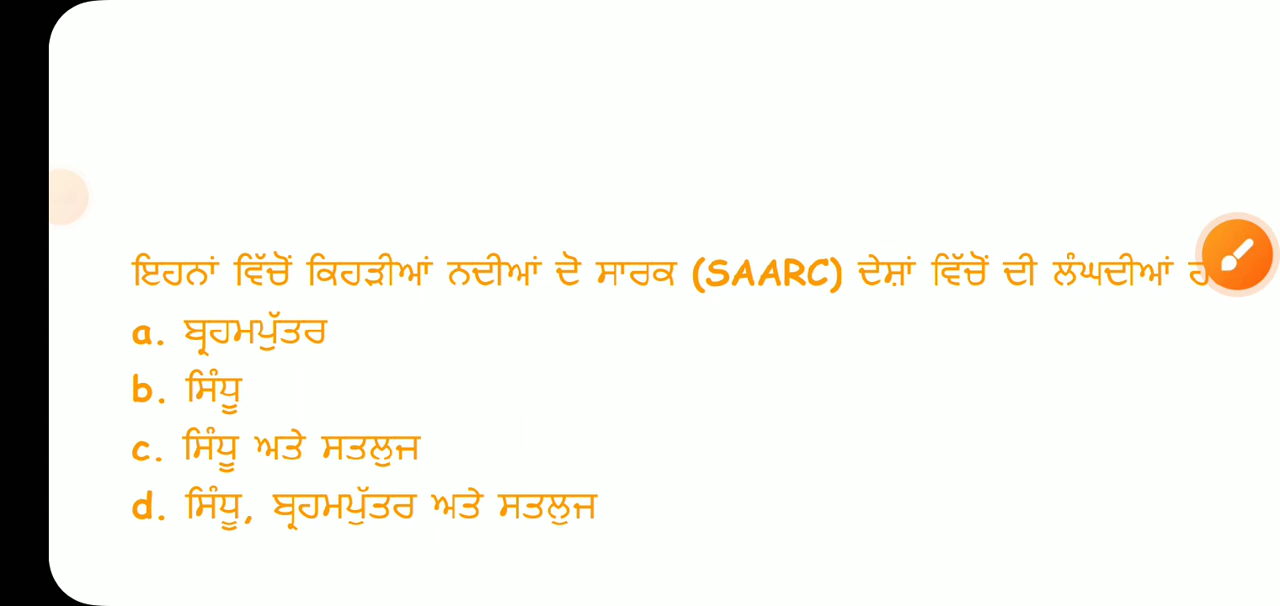 ਇਹਨਾਂ ਵਿੱਚੋਂ ਕਿਹੜੀਆਂ ਨਦੀਆਂ ਦੋ ਸਾਰਕ (SAARC) ਦੇਸ਼ਾਂ ਵਿੱਚੋਂ ਦੀ ਲੰਘਦੀਆਂ
a. ਬ੍ਰਹਮਪੁੱਤਰ
b. ਸਿੰਧੂ
c. ਸਿੰਧੂ ਅਤੇ ਸਤਲੁਜ
d. ਸਿੰਧੂ, ਬ੍ਰਹਮਪੁੱਤਰ ਅਤੇ ਸਤਲੁਜ